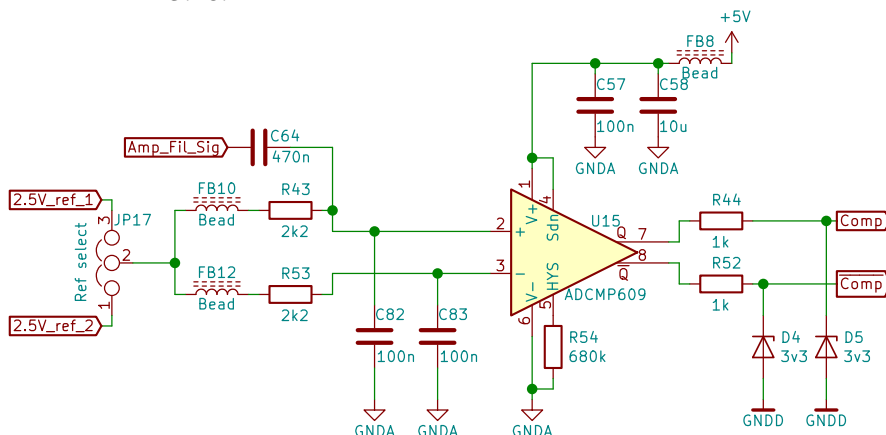 +5V
FB8
Bead
C57
100n
GNDA
C58
10u
GNDA
Amp_Fil_Sig
C64
470n
2.5V_ref_1
JP17
3
2
1
Ref select
2.5V_ref_2
FB10
Bead
R43
2k2
FB12
Bead
R53
2k2
C82
100n
GNDA
C83
100n
GNDA
1
V+
4
Sdn
U15
2
+
3
-
Q
7
Q
8
ADCMP609
V-
6
HYS
5
R54
680k
GNDA
R44
1k
R52
1k
Comp
Comp
D4
3v3
GNDD
D5
3v3
GNDD